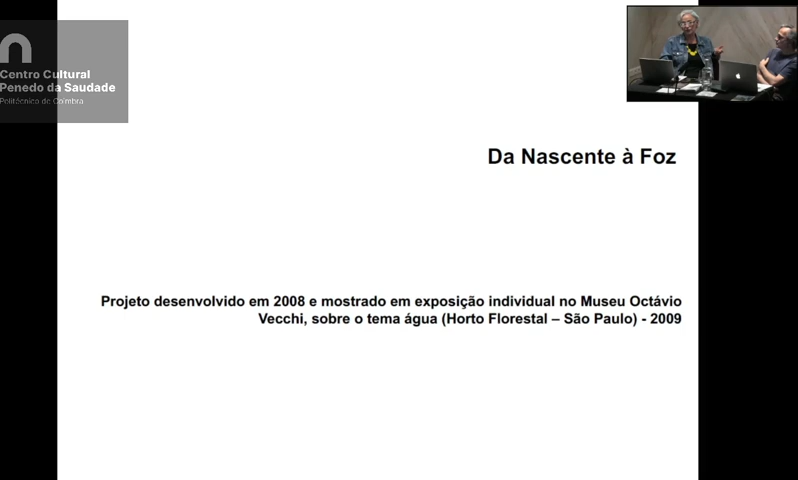 Centro Cultural
Penedo da Saudade
Politécnico de Coimbra
Da Nascente à Foz
Projeto desenvolvido em 2008 e mostrado em exposição individual no Museu Octávio
Vecchi, sobre o tema água (Horto Florestal – São Paulo) - 2009